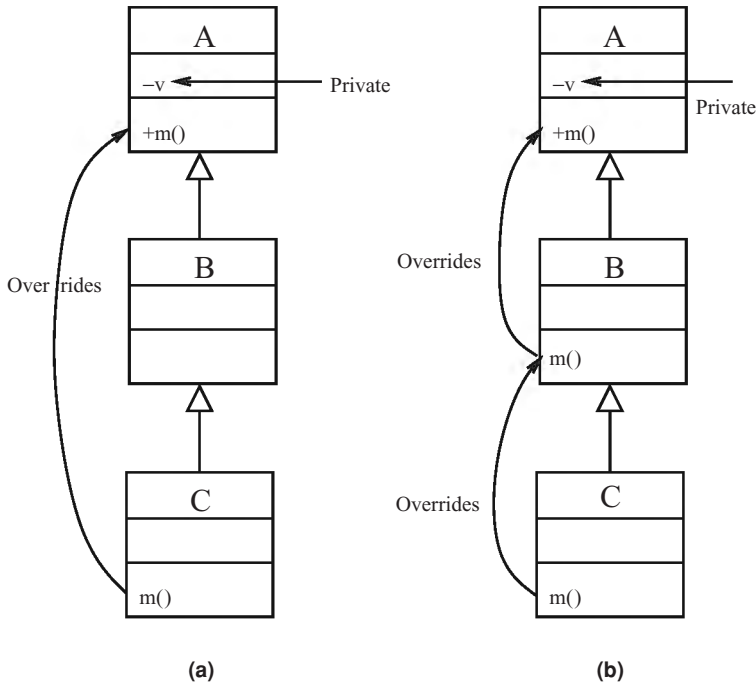 A
–v
Private
+m()
Over rides
B
C
m()
(a)
A
–v
Private
+m()
Overrides
B
m()
Overrides
C
m()
(b)